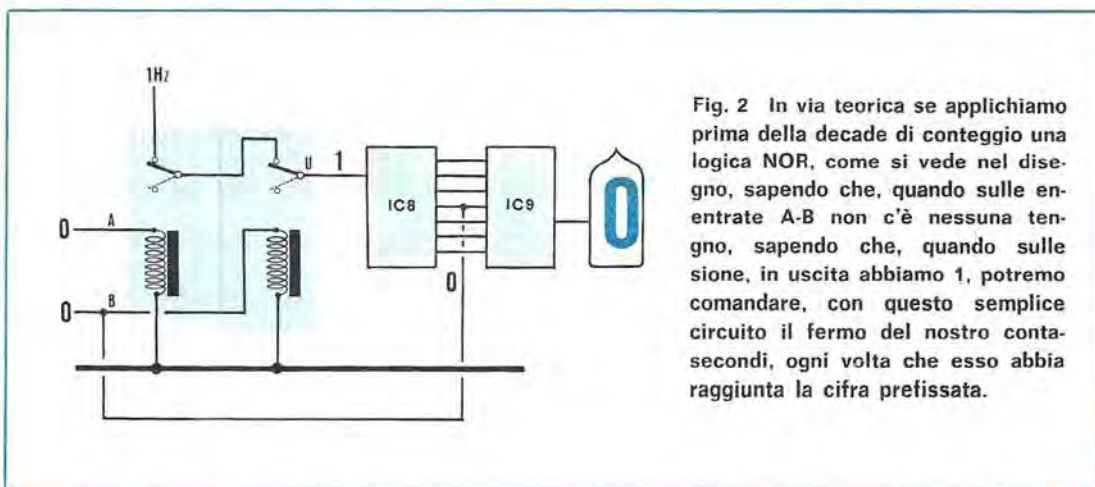 1Hz
U
1
IC8
IC9
0
0
A
0
B
0
Fig. 2 In via teorica se applichiamo
prima della decade di conteggio una
logica NOR, come si vede nel dise-
gno, sapendo che, quando sulle en-
entrate A-B non c'è nessuna ten-
gno, sapendo che, quando sulle
sione, in uscita abbiamo 1, potremo
comandare, con questo semplice
circuito il fermo del nostro conta-
secondi, ogni volta che esso abbia
raggiunta la cifra prefissata.